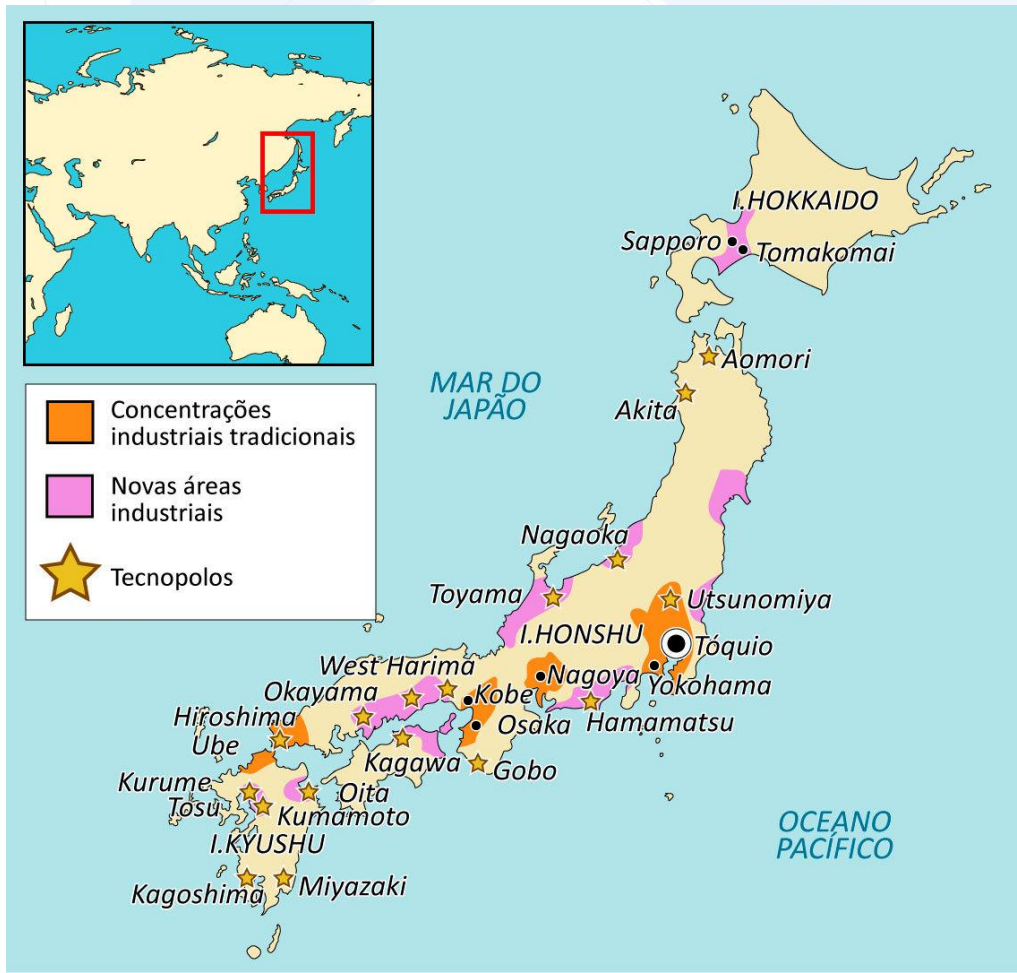 I.HOKKAIDO
Sapporo
Tomakomai
Aomori
MAR DO
JAPÃO
Akita
Concentrações
industriais tradicionais
Novas áreas
industriais
Tecnopolos
Nagaoka
Toyama
Utsunomiya
I.HONSHU
Tóquio
West Harima
Nagoya
Yokohama
Okayama
Kobe
Hiroshima
Osaka
Hamamatsu
Ube
Kagawa
Gobo
Kurume
Oita
Tosu
Kumamoto
I.KYUSHU
OCEANO
PACÍFICO
Kagoshima
Miyazaki